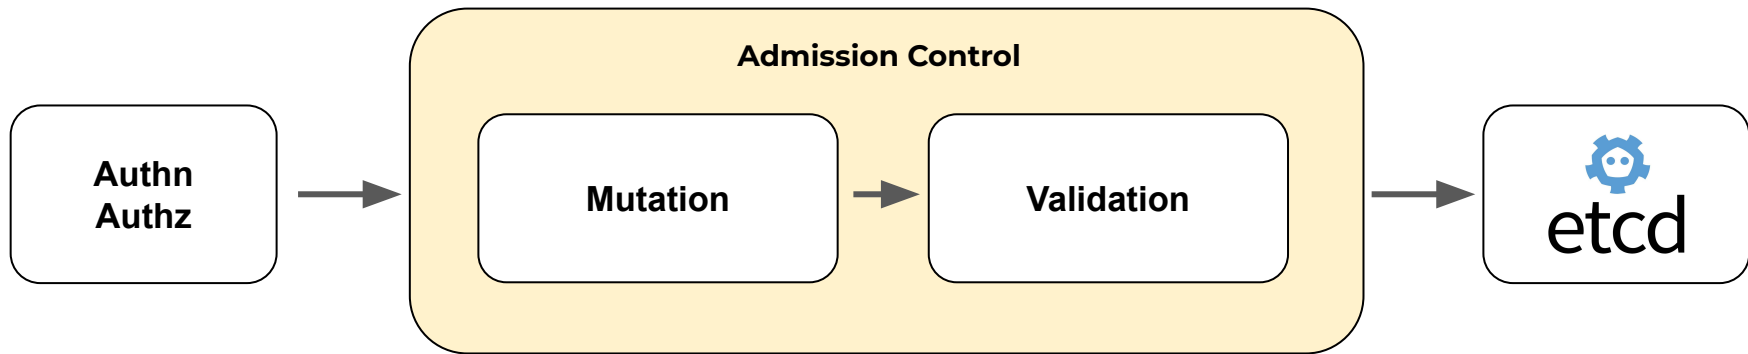 Admission Control
Authn
Authz
Mutation
Validation
etcd